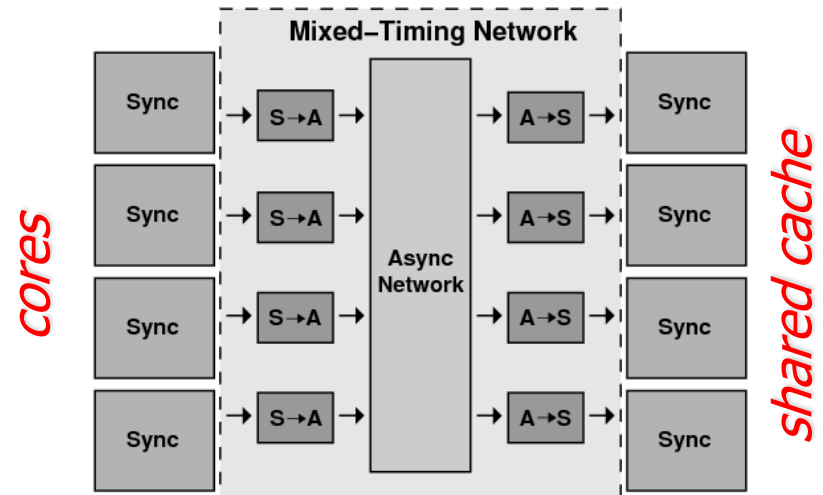 Mixed–Timing Network
Sync
S→A
A→S
Sync
Sync
S→A
A→S
Sync
Async
Network
Sync
S→A
A→S
Sync
Sync
S→A
A→S
Sync
cores
shared cache